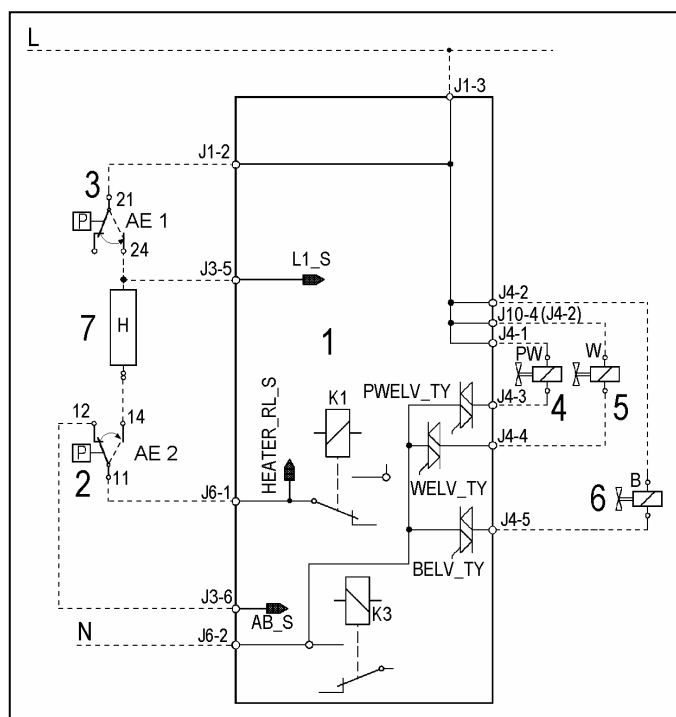 L
J1-3
J1-2
3
21
P
AE 1
24
J3-5
L1_S
7
H
1
J4-2
J10-4 (J4-2)
J4-1
PW
W
4
5
PWELV_TY
J4-3
K1
HEATER_RL_S
WELV_TY
J4-4
12
14
P
AE 2
2
11
J6-1
B
6
J4-5
BELV_TY
J3-6
AB_S
K3
N
J6-2